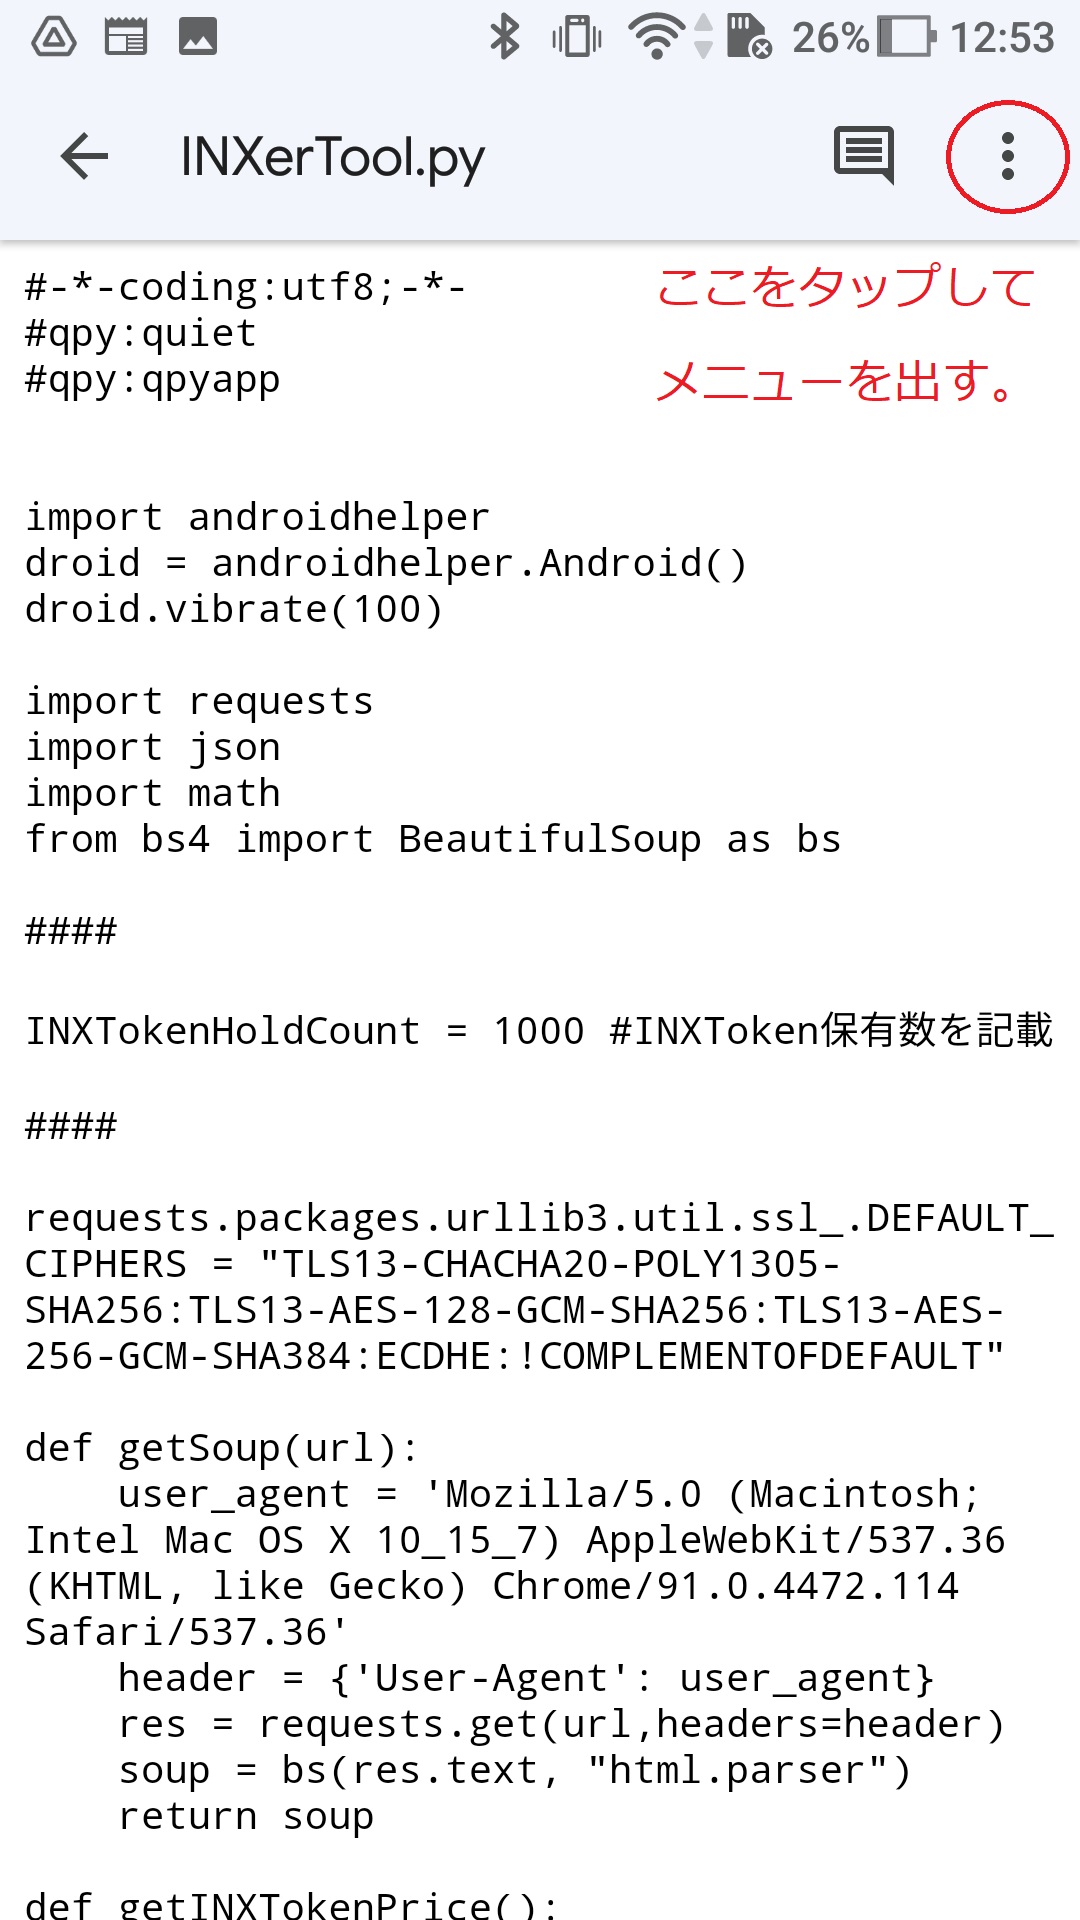 26% 12:53
INXerTool.py
#-*-coding:utf8;-*-
#qpy:quiet
#qpy:qpyapp
ここをタップして
メニューを出す。
import androidhelper
droid = androidhelper.Android()
droid.vibrate(100)
import requests
import json
import math
from bs4 import BeautifulSoup as bs
####
INXTokenHoldCount = 1000 #INXToken保有数を記載
####
requests.packages.urllib3.util.ssl_.DEFAULT_
CIPHERS = "TLS13-CHACHA20-POLY1305-
SHA256:TLS13-AES-128-GCM-SHA256:TLS13-AES-
256-GCM-SHA384:ECDHE:!COMPLEMENTOFDEFAULT"
def getSoup(url):
    user_agent = 'Mozilla/5.0 (Macintosh;
Intel Mac OS X 10_15_7) AppleWebKit/537.36
(KHTML, like Gecko) Chrome/91.0.4472.114
Safari/537.36'
    header = {'User-Agent': user_agent}
    res = requests.get(url,headers=header)
    soup = bs(res.text, "html.parser")
    return soup
def getINXTokenPrice():